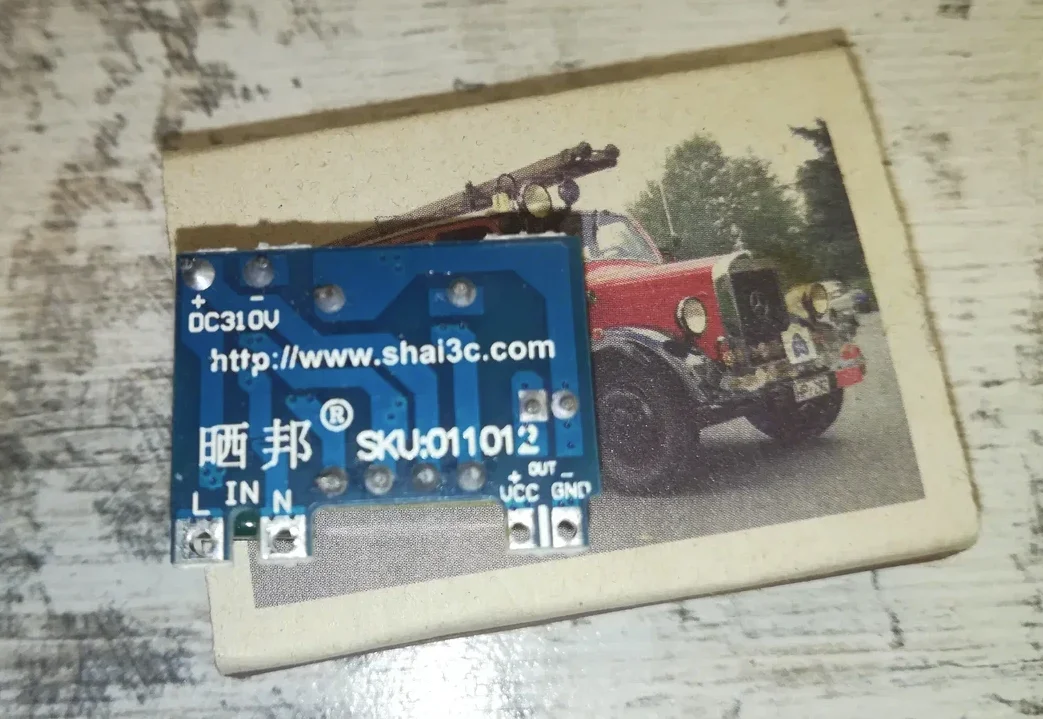 + -
DC310V
http://www.shai3c.com
晒邦®
SKU:011012
+ OUT -
L IN N
VCC GND